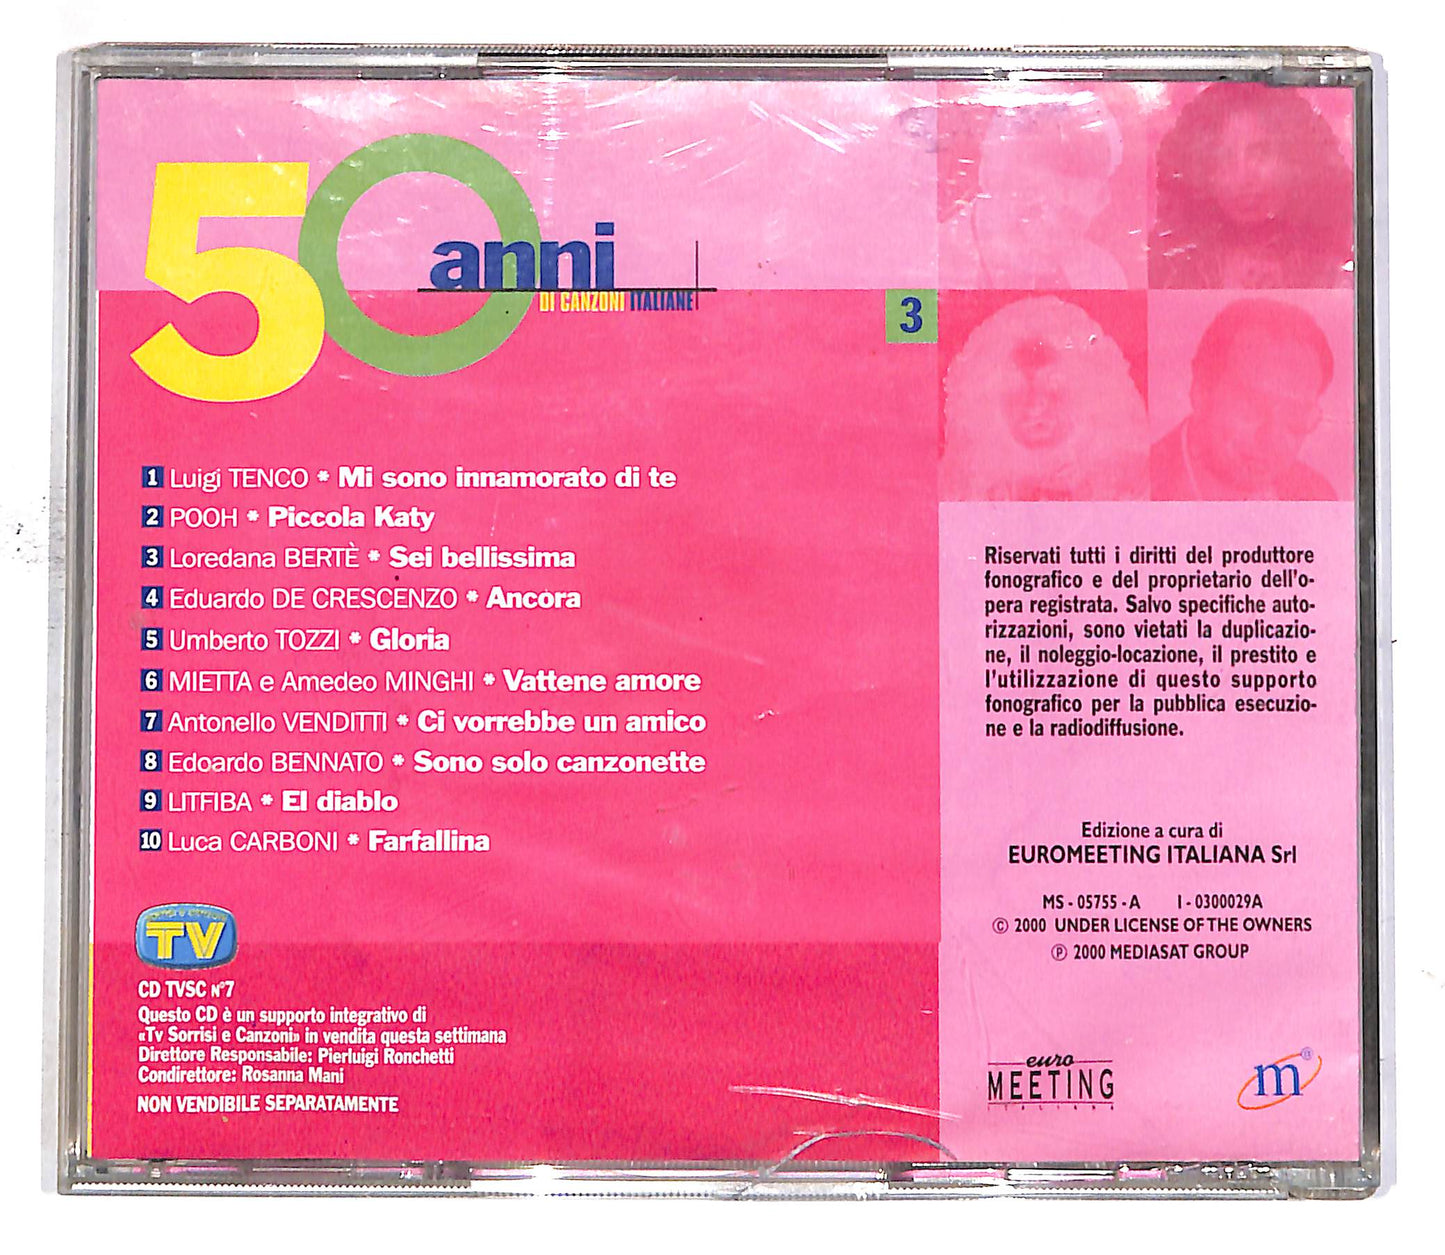 50 anni
DI CANZONI ITALIANE
3
1 Luigi TENCO * Mi sono innamorato di te
2 POOH * Piccola Katy
3 Loredana BERTÈ * Sei bellissima
4 Eduardo DE CRESCENZO * Ancora
5 Umberto TOZZI * Gloria
6 MIETTA e Amedeo MINGHI * Vattene amore
7 Antonello VENDITTI * Ci vorrebbe un amico
8 Edoardo BENNATO * Sono solo canzonette
9 LITFIBA * El diablo
10 Luca CARBONI * Farfallina
TV
CD TVSC N°7
Questo CD è un supporto integrativo di
«Tv Sorrisi e Canzoni» in vendita questa settimana
Direttore Responsabile: Pierluigi Ronchetti
Condirettore: Rosanna Mani
NON VENDIBILE SEPARATAMENTE
Riservati tutti i diritti del produttore
fonografico e del proprietario dell'o-
pera registrata. Salvo specifiche auto-
rizzazioni, sono vietati la duplicazio-
ne, il noleggio-locazione, il prestito e
l'utilizzazione di questo supporto
fonografico per la pubblica esecuzio-
ne e la radiodiffusione.
Edizione a cura di
EUROMEETING ITALIANA Srl
MS - 05755 - A I - 0300029A
© 2000 UNDER LICENSE OF THE OWNERS
℗ 2000 MEDIASAT GROUP
euro
MEETING
ITALIANA
m®